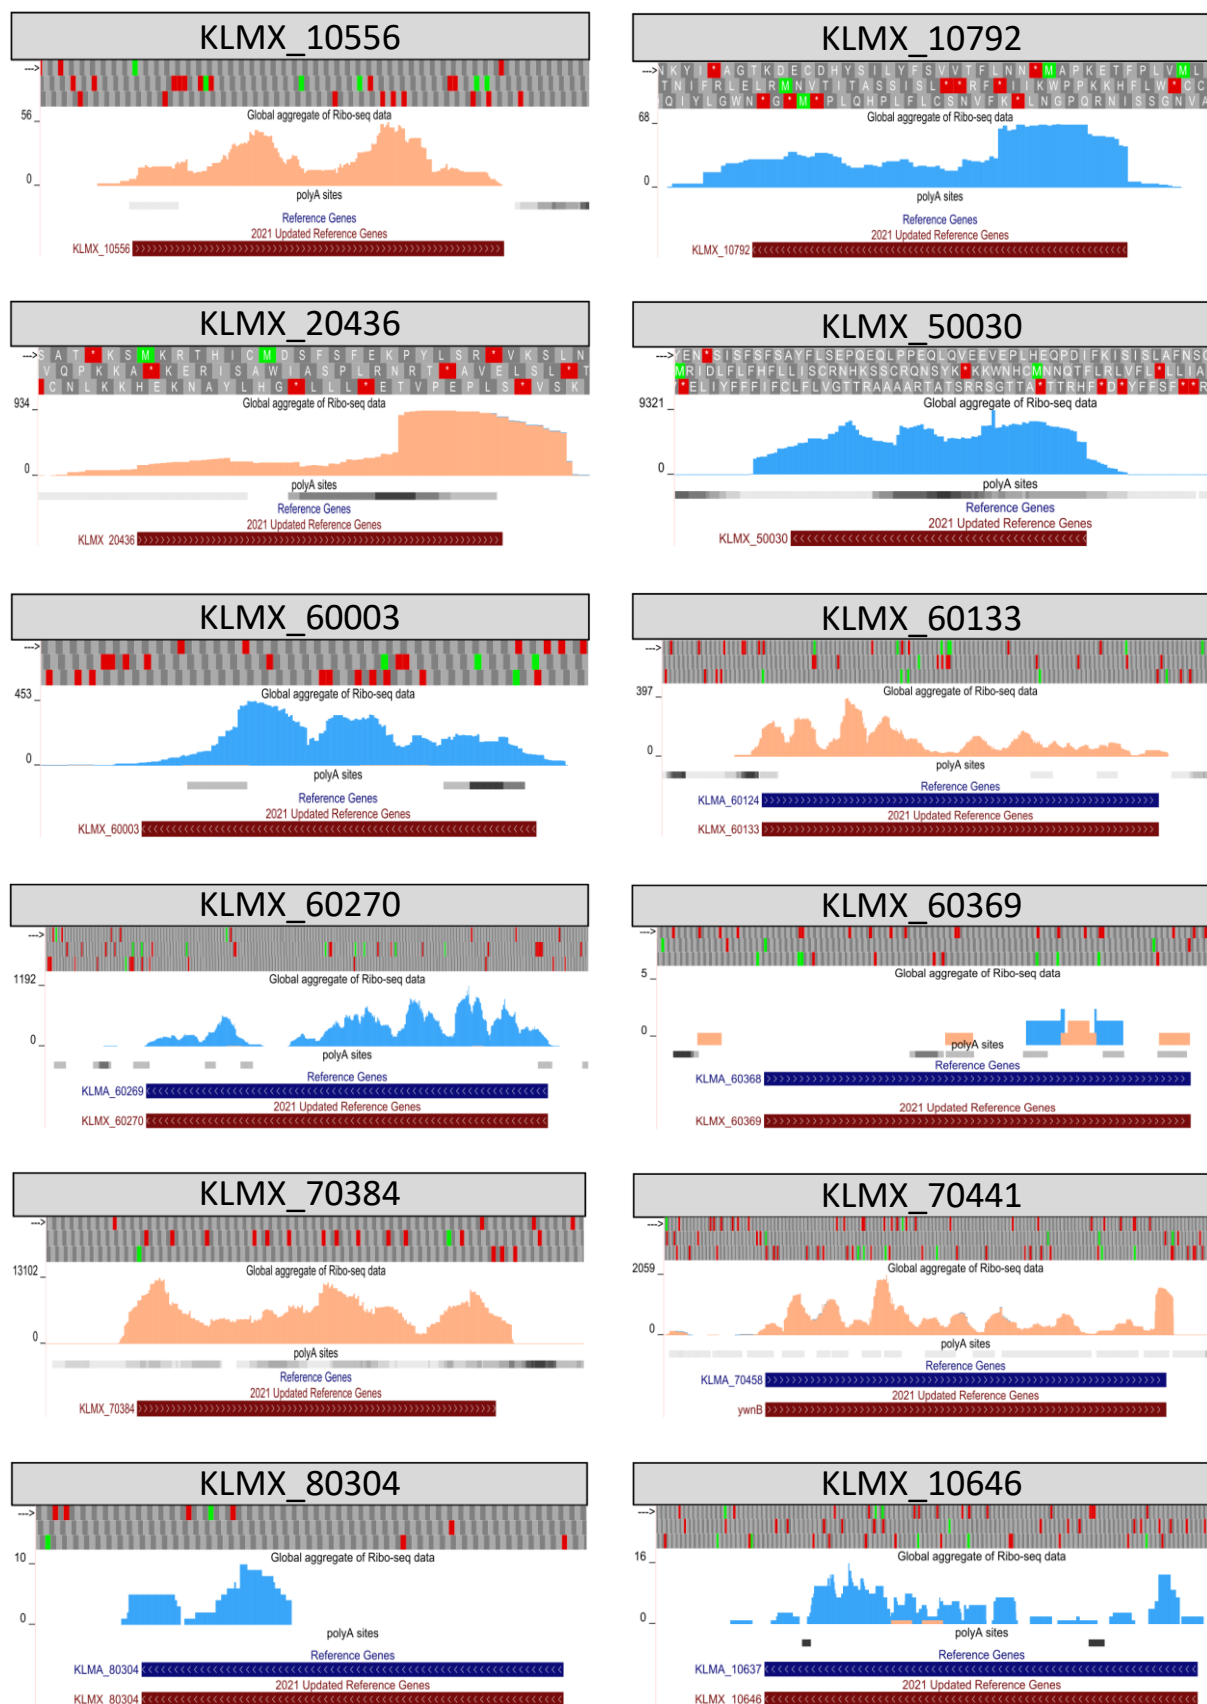 KLMX_10556
--->
Global aggregate of Ribo-seq data
56
0
polyA sites
Reference Genes
2021 Updated Reference Genes
KLMX_10556
KLMX_10792
--->
Global aggregate of Ribo-seq data
68
0
polyA sites
Reference Genes
2021 Updated Reference Genes
KLMX_10792
KLMX_20436
---> S A T * K S M K R T H I C M D S F S F E K P Y L S R * V K S L N
V Q P K K A * K E R I S A W I A S P L R N R T * A V E L S L * T
* C N L K K H E K N A Y L H G * L L L * E T V P E P L S * V S K
Global aggregate of Ribo-seq data
934
0
polyA sites
Reference Genes
2021 Updated Reference Genes
KLMX_20436
KLMX_50030
--->
Global aggregate of Ribo-seq data
9321
0
polyA sites
Reference Genes
2021 Updated Reference Genes
KLMX_50030
KLMX_60003
--->
Global aggregate of Ribo-seq data
453
0
polyA sites
Reference Genes
2021 Updated Reference Genes
KLMX_60003
KLMX_60133
--->
Global aggregate of Ribo-seq data
397
0
polyA sites
Reference Genes
KLMA_60124
2021 Updated Reference Genes
KLMX_60133
KLMX_60270
--->
Global aggregate of Ribo-seq data
1192
0
polyA sites
Reference Genes
KLMA_60269
2021 Updated Reference Genes
KLMX_60270
KLMX_60369
--->
Global aggregate of Ribo-seq data
5
0
polyA sites
Reference Genes
KLMA_60368
2021 Updated Reference Genes
KLMX_60369
KLMX_70384
--->
Global aggregate of Ribo-seq data
13102
0
polyA sites
Reference Genes
2021 Updated Reference Genes
KLMX_70384
KLMX_70441
--->
Global aggregate of Ribo-seq data
2059
0
polyA sites
Reference Genes
KLMA_70458
2021 Updated Reference Genes
ywnB
KLMX_80304
--->
Global aggregate of Ribo-seq data
10
0
polyA sites
Reference Genes
KLMA_80304
2021 Updated Reference Genes
KLMX_80304
KLMX_10646
--->
Global aggregate of Ribo-seq data
16
0
polyA sites
Reference Genes
KLMA_10637
2021 Updated Reference Genes
KLMX_10646